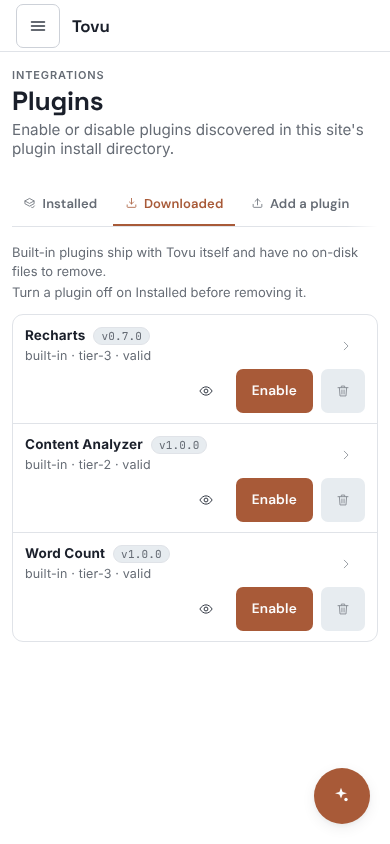 Tovu
INTEGRATIONS
Plugins
Enable or disable plugins discovered in this site's
plugin install directory.
Installed
Downloaded
Add a plugin
Built-in plugins ship with Tovu itself and have no on-disk
files to remove.
Turn a plugin off on Installed before removing it.
Recharts v0.7.0
built-in · tier-3 · valid
Enable
Content Analyzer v1.0.0
built-in · tier-2 · valid
Enable
Word Count v1.0.0
built-in · tier-3 · valid
Enable